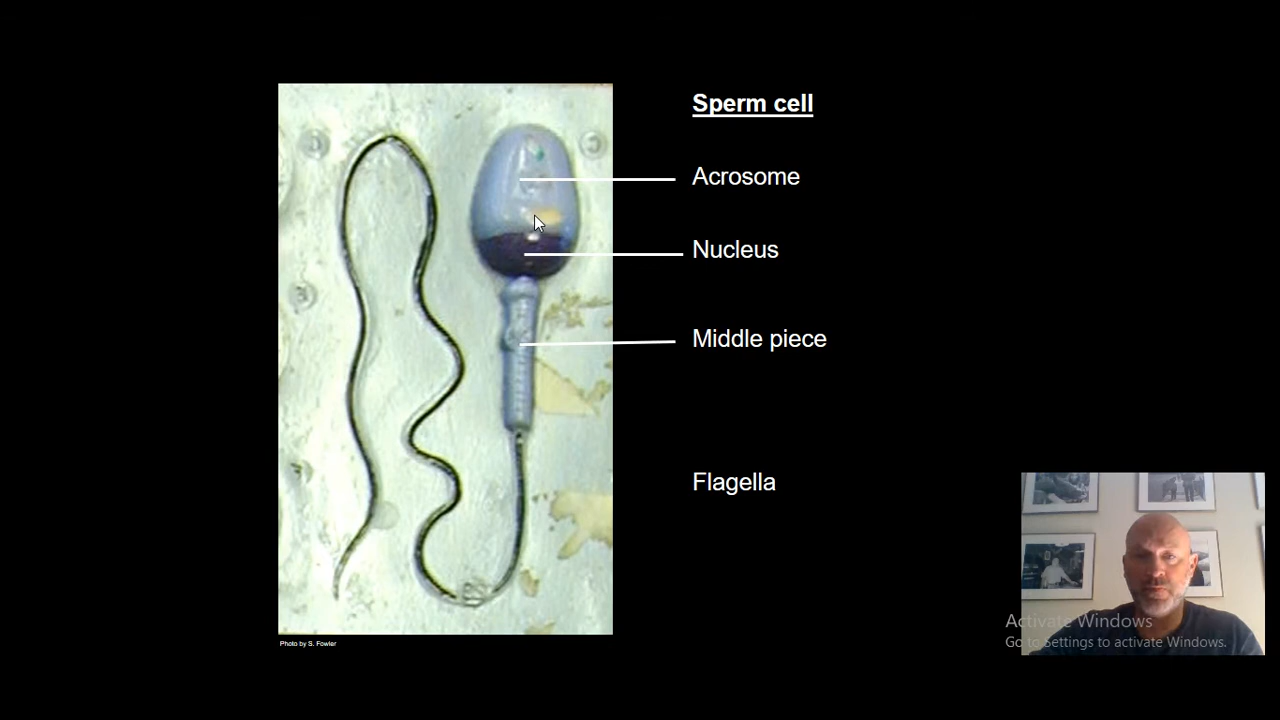 Sperm cell
Acrosome
Nucleus
Middle piece
Flagella
Photo by S. Fowler
Activate Windows
Go to Settings to activate Windows.